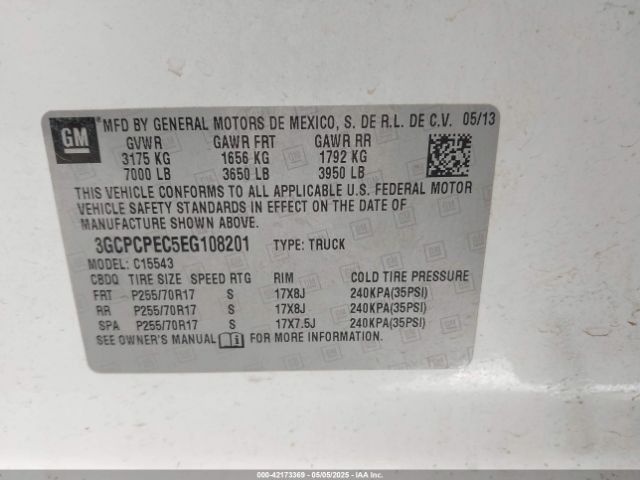 GM ® MFD BY GENERAL MOTORS DE MEXICO, S. DE R.L. DE C.V. 05/13
GVWR GAWR FRT GAWR RR
3175 KG 1656 KG 1792 KG
7000 LB 3650 LB 3950 LB
THIS VEHICLE CONFORMS TO ALL APPLICABLE U.S. FEDERAL MOTOR
VEHICLE SAFETY STANDARDS IN EFFECT ON THE DATE OF
MANUFACTURE SHOWN ABOVE.
3GCPCPEC5EG108201 TYPE: TRUCK
MODEL: C15543
CBDQ TIRE SIZE SPEED RTG RIM COLD TIRE PRESSURE
FRT P255/70R17 S 17X8J 240KPA(35PSI)
RR P255/70R17 S 17X8J 240KPA(35PSI)
SPA P255/70R17 S 17X7.5J 240KPA(35PSI)
SEE OWNER'S MANUAL FOR MORE INFORMATION.
000-42173369 05/05/2025 IAAI.COM